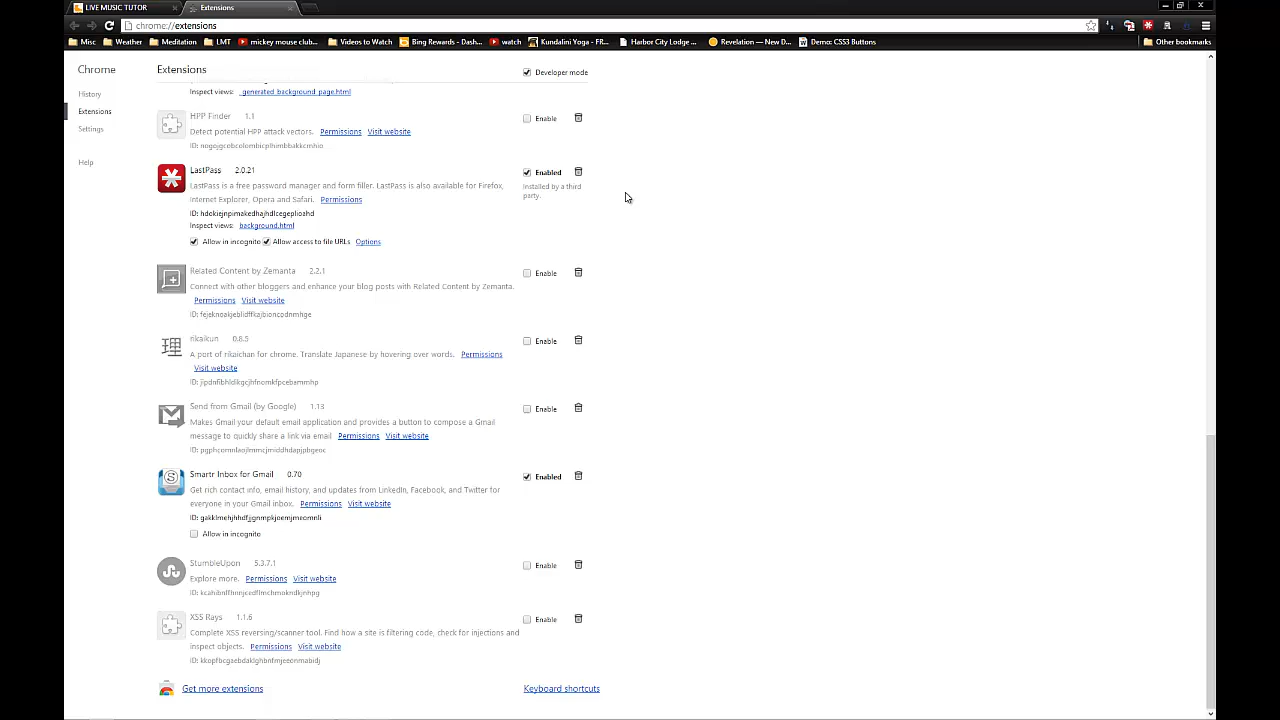 LIVE MUSIC TUTOR
Extensions
chrome://extensions
Misc Weather Meditation LMT mickey mouse club... Videos to Watch Bing Rewards - Dash... watch Kundalini Yoga - FR... Harbor City Lodge ... Revelation — New D... Demo: CSS3 Buttons Other bookmarks
Chrome
History
Extensions
Settings
Help
Extensions
Developer mode
Inspect views: _generated_background_page.html
HPP Finder 1.1
Enable
Detect potential HPP attack vectors. Permissions Visit website
LastPass 2.0.21
Enabled
Installed by a third
party.
LastPass is a free password manager and form filler. LastPass is also available for Firefox,
Internet Explorer, Opera and Safari. Permissions
ID: hdokiejnpimakedhajhdlcegeplioahd
Inspect views: background.html
Allow in incognito Allow access to file URLs Options
Related Content by Zemanta 2.2.1
Enable
Connect with other bloggers and enhance your blog posts with Related Content by Zemanta.
Permissions Visit website
理
rikaikun 0.8.5
Enable
A port of rikaichan for chrome. Translate Japanese by hovering over words. Permissions
Visit website
Send from Gmail (by Google) 1.13
Enable
Makes Gmail your default email application and provides a button to compose a Gmail
message to quickly share a link via email Permissions Visit website
Smartr Inbox for Gmail 0.70
Enabled
Get rich contact info, email history, and updates from LinkedIn, Facebook, and Twitter for
everyone in your Gmail inbox. Permissions Visit website
Allow in incognito
StumbleUpon 5.3.7.1
Enable
Explore more. Permissions Visit website
XSS Rays 1.1.6
Enable
Complete XSS reversing/scanner tool. Find how a site is filtering code, check for injections and
inspect objects. Permissions Visit website
Get more extensions
Keyboard shortcuts